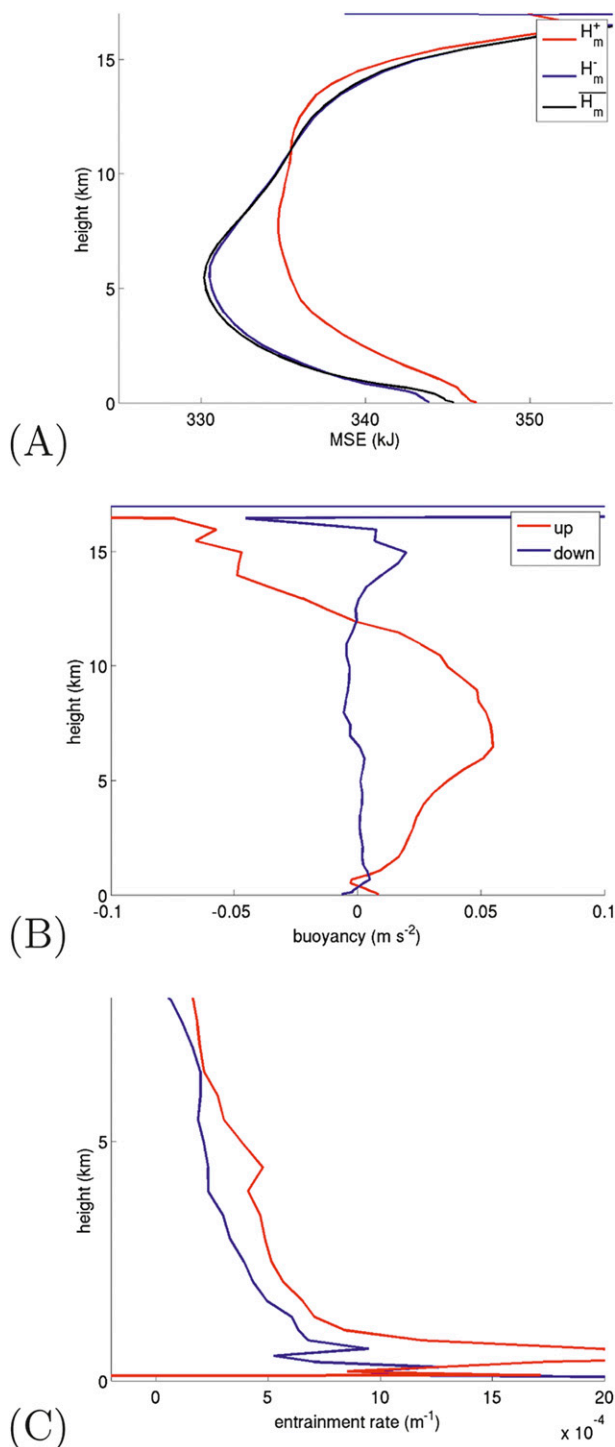 15
10
5
0
height (km)
330
340
350
MSE (kJ)
H⁺ₘ
H⁻ₘ
H̅ₘ
(A)
15
10
5
0
height (km)
-0.1
-0.05
0
0.05
0.1
buoyancy (m s⁻²)
up
down
(B)
5
height (km)
0
5
10
15
20
entrainment rate (m⁻¹)
x 10⁻⁴
(C)